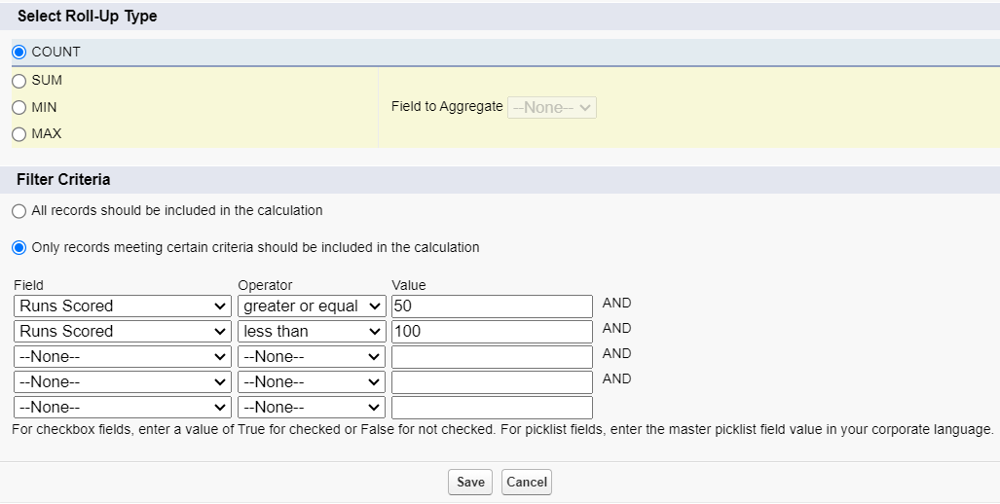 Select Roll-Up Type
COUNT
SUM
MIN
Field to Aggregate --None--
MAX
Filter Criteria
All records should be included in the calculation
Only records meeting certain criteria should be included in the calculation
Field Operator Value
Runs Scored greater or equal 50 AND
Runs Scored less than 100 AND
--None-- --None-- AND
--None-- --None-- AND
--None-- --None--
For checkbox fields, enter a value of True for checked or False for not checked. For picklist fields, enter the master picklist field value in your corporate language.
Save Cancel